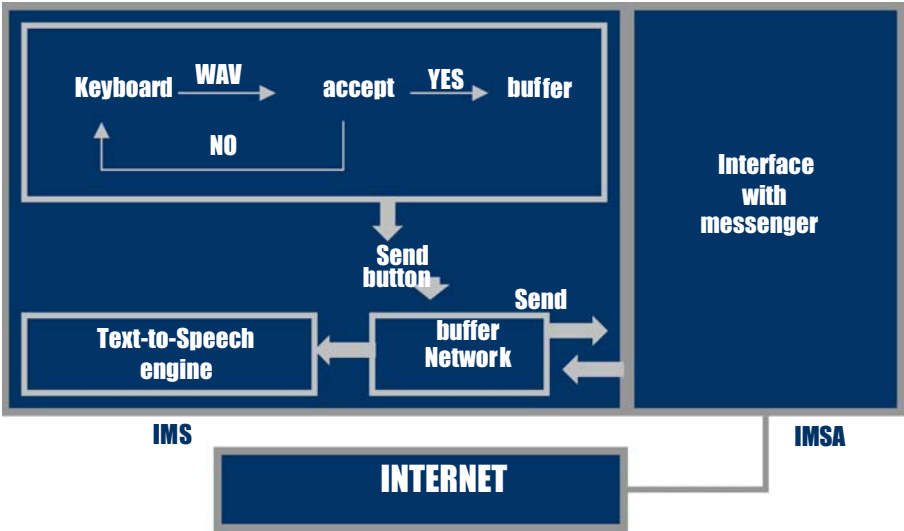 Keyboard WAV accept YES buffer
NO
Interface
with
messenger
Send
button
Send
buffer
Network
Text-to-Speech
engine
IMS
IMSA
INTERNET